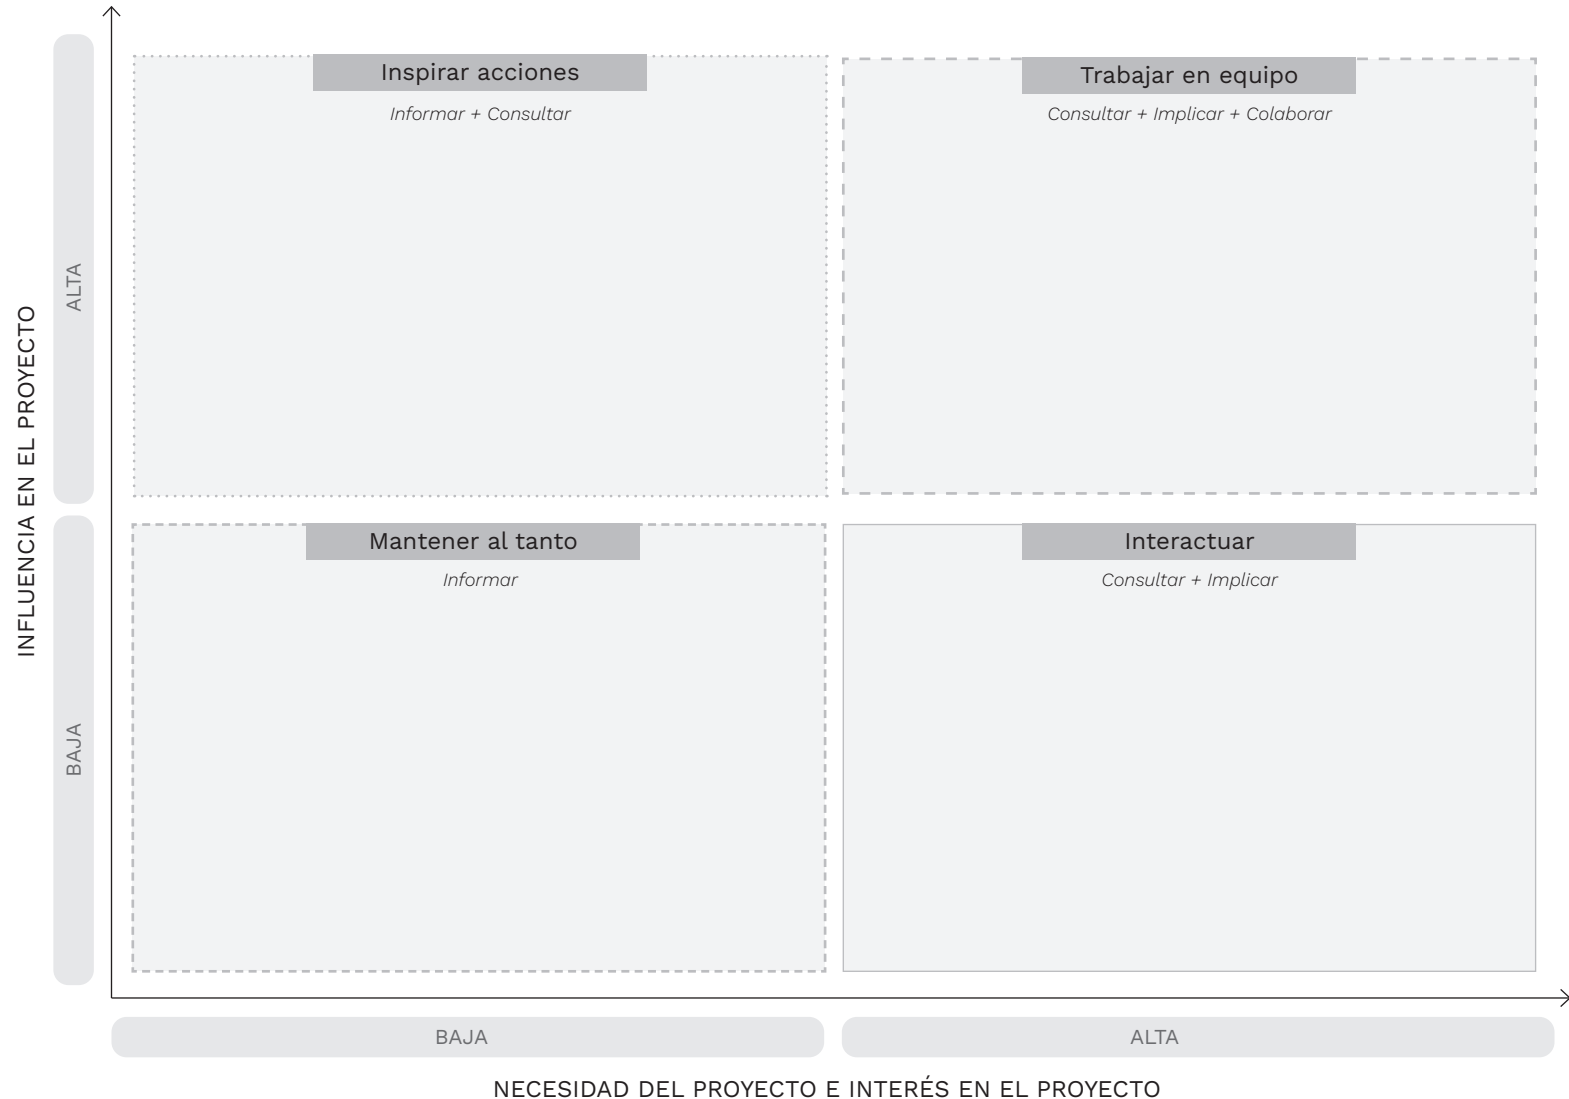 Inspirar acciones
Informar + Consultar
Trabajar en equipo
Consultar + Implicar + Colaborar
ALTA
INFLUENCIA EN EL PROYECTO
Mantener al tanto
Informar
Interactuar
Consultar + Implicar
BAJA
BAJA
ALTA
NECESIDAD DEL PROYECTO E INTERÉS EN EL PROYECTO